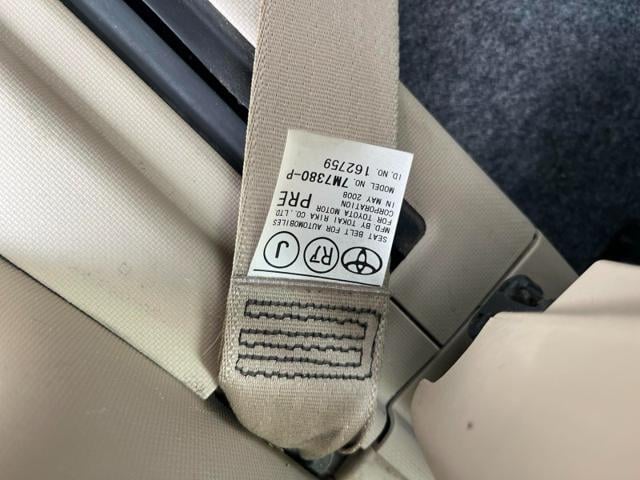 R7 J
SEAT BELT FOR AUTOMOBILES
MFD. BY TOKAI RIKA CO., LTD.
FOR TOYOTA MOTOR
CORPORATION PRE
IN MAY 2008
MODEL NO. 7M7380-P
ID. NO. 162759